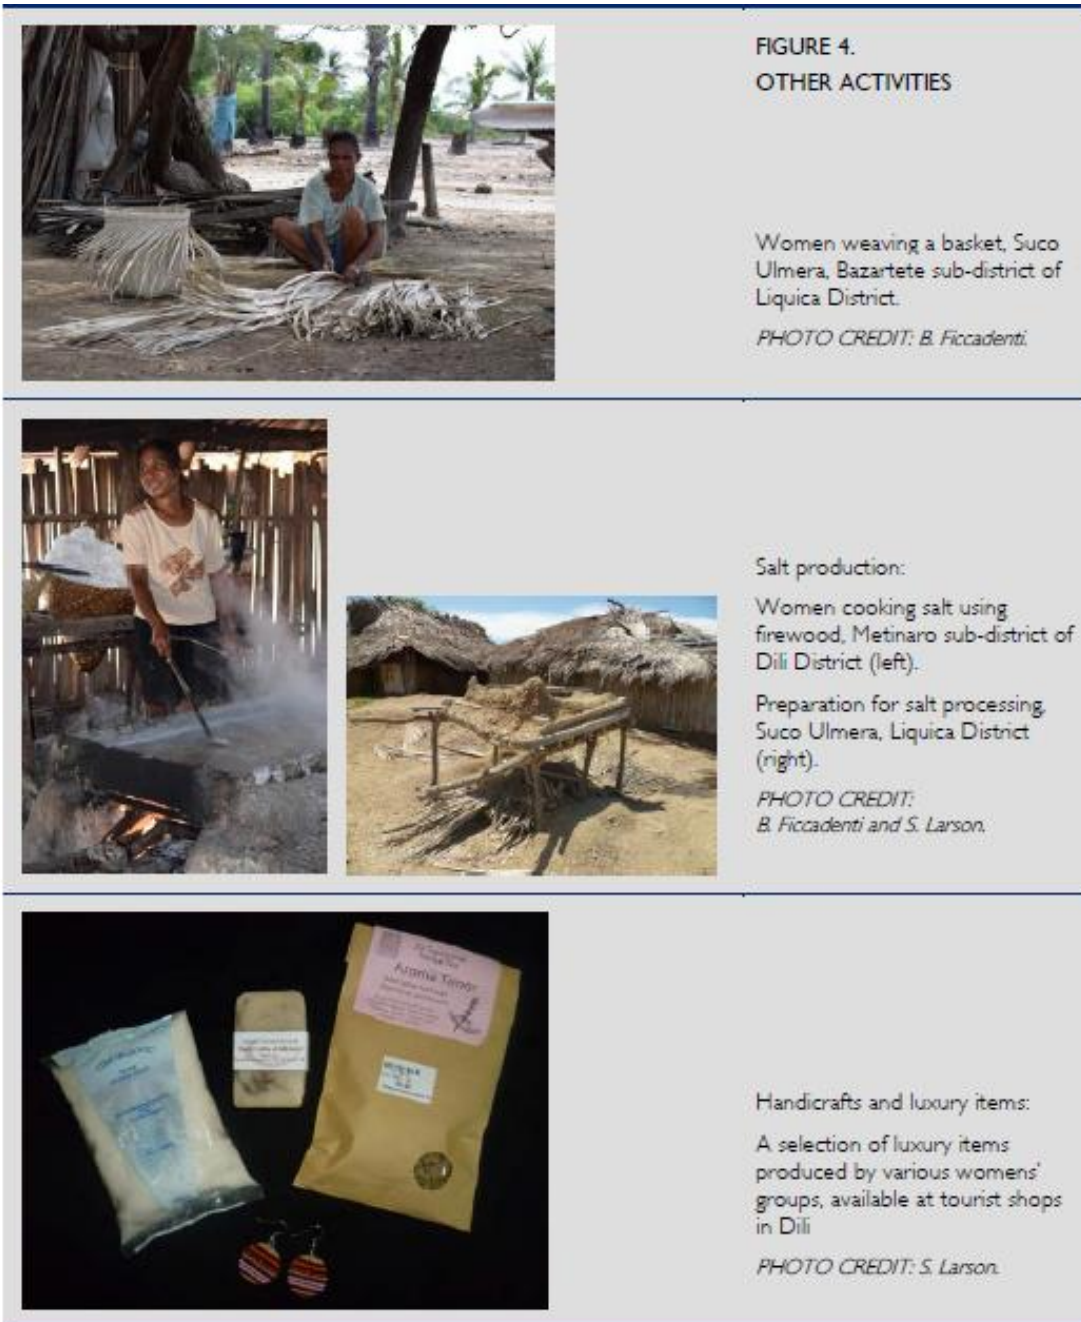 FIGURE 4.
OTHER ACTIVITIES
Women weaving a basket, Suco
Ulmera, Bazartete sub-district of
Liquica District.
PHOTO CREDIT: B. Ficcadenti.
Salt production:
Women cooking salt using
firewood, Metinaro sub-district of
Dili District (left).
Preparation for salt processing,
Suco Ulmera, Liquica District
(right).
PHOTO CREDIT:
B. Ficcadenti and S. Larson.
Aroma Timor
Handicrafts and luxury items:
A selection of luxury items
produced by various womens'
groups, available at tourist shops
in Dili
PHOTO CREDIT: S. Larson.